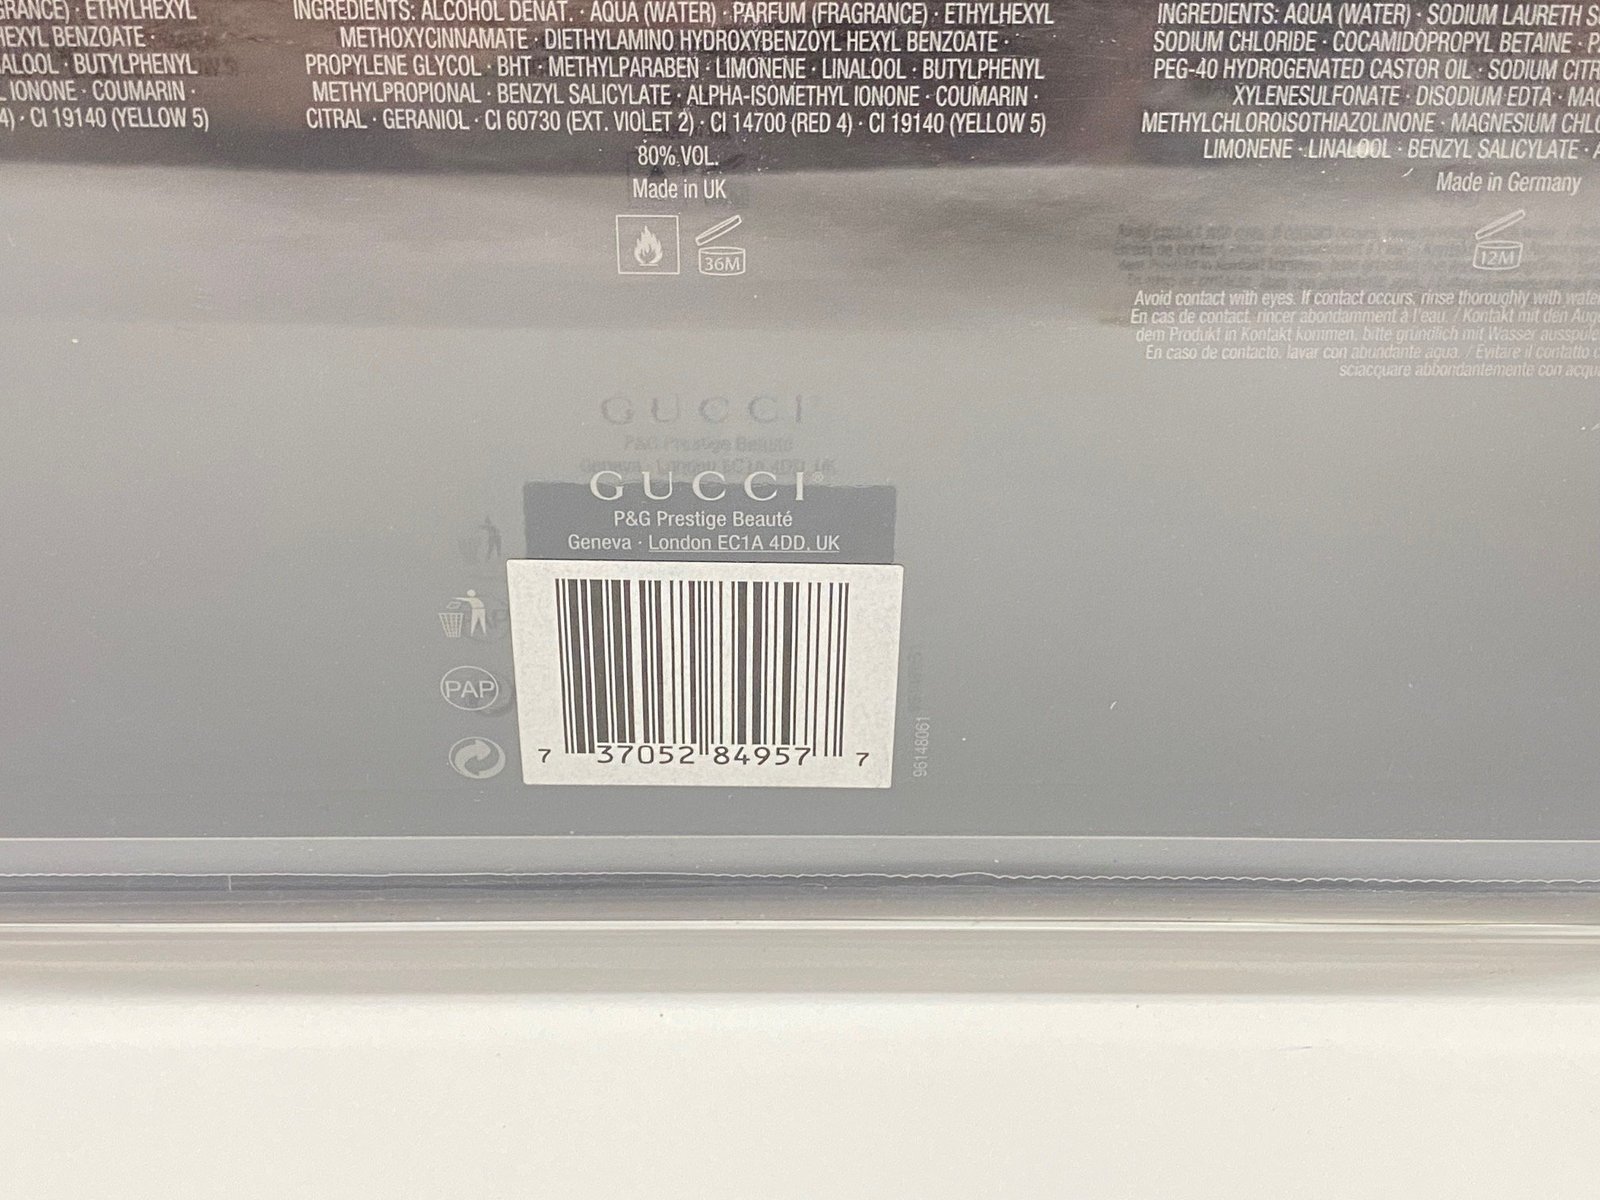 GRANCE) · ETHYLHEXYL
HEXYL BENZOATE ·
ALOOL · BUTYLPHENYL
IONONE · COUMARIN ·
4) · CI 19140 (YELLOW 5)
INGREDIENTS: ALCOHOL DENAT. · AQUA (WATER) · PARFUM (FRAGRANCE) · ETHYLHEXYL
METHOXYCINNAMATE · DIETHYLAMINO HYDROXYBENZOYL HEXYL BENZOATE ·
PROPYLENE GLYCOL · BHT · METHYLPARABEN · LIMONENE · LINALOOL · BUTYLPHENYL
METHYLPROPIONAL · BENZYL SALICYLATE · ALPHA-ISOMETHYL IONONE · COUMARIN ·
CITRAL · GERANIOL · CI 60730 (EXT. VIOLET 2) · CI 14700 (RED 4) · CI 19140 (YELLOW 5)
80% VOL.
Made in UK
36M
INGREDIENTS: AQUA (WATER) · SODIUM LAURETH S
SODIUM CHLORIDE · COCAMIDOPROPYL BETAINE · P
PEG-40 HYDROGENATED CASTOR OIL · SODIUM CITR
XYLENESULFONATE · DISODIUM EDTA · MAG
METHYLCHLOROISOTHIAZOLINONE · MAGNESIUM CHLO
LIMONENE · LINALOOL · BENZYL SALICYLATE ·
Made in Germany
12M
Avoid contact with eyes. If contact occurs, rinse thoroughly with wate
En cas de contact, rincer abondamment à l'eau. / Kontakt mit den Aug
dem Produkt in Kontakt kommen, bitte gründlich mit Wasser ausspüle
En caso de contacto, lavar con abundante agua. / Evitare il contatto
sciacquare abbondantemente con acqu
GUCCI®
P&G Prestige Beauté
Geneva · London EC1A 4DD, UK
PAP
7 37052 84957 7
96148061